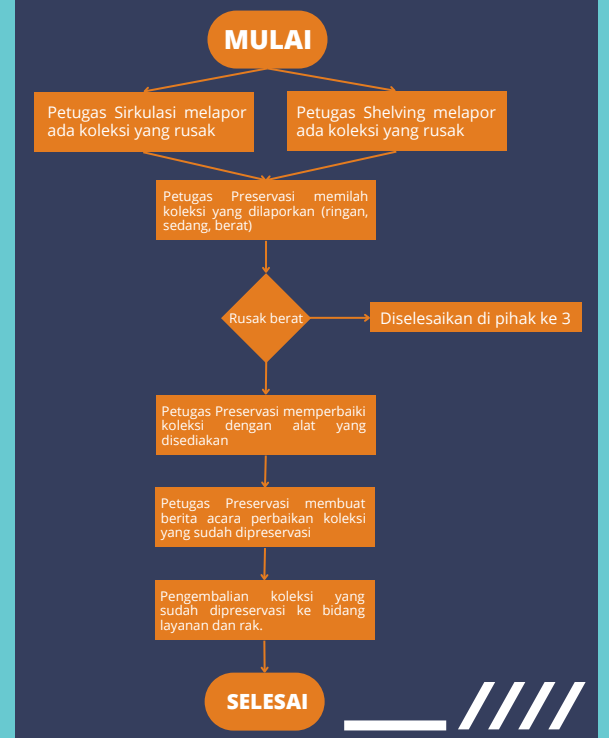 MULAI
Petugas Sirkulasi melapor
ada koleksi yang rusak
Petugas Shelving melapor
ada koleksi yang rusak
Petugas Preservasi memilah
koleksi yang dilaporkan (ringan,
sedang, berat)
Rusak berat
Diselesaikan di pihak ke 3
Petugas Preservasi memperbaiki
koleksi dengan alat yang
disediakan
Petugas Preservasi membuat
berita acara perbaikan koleksi
yang sudah dipreservasi
Pengembalian koleksi yang
sudah dipreservasi ke bidang
layanan dan rak.
SELESAI